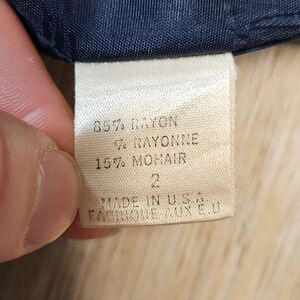 85% RAYON
% RAYONNE
15% MOHAIR
2
MADE IN U.S.A
FABRIQUE AUX E.U